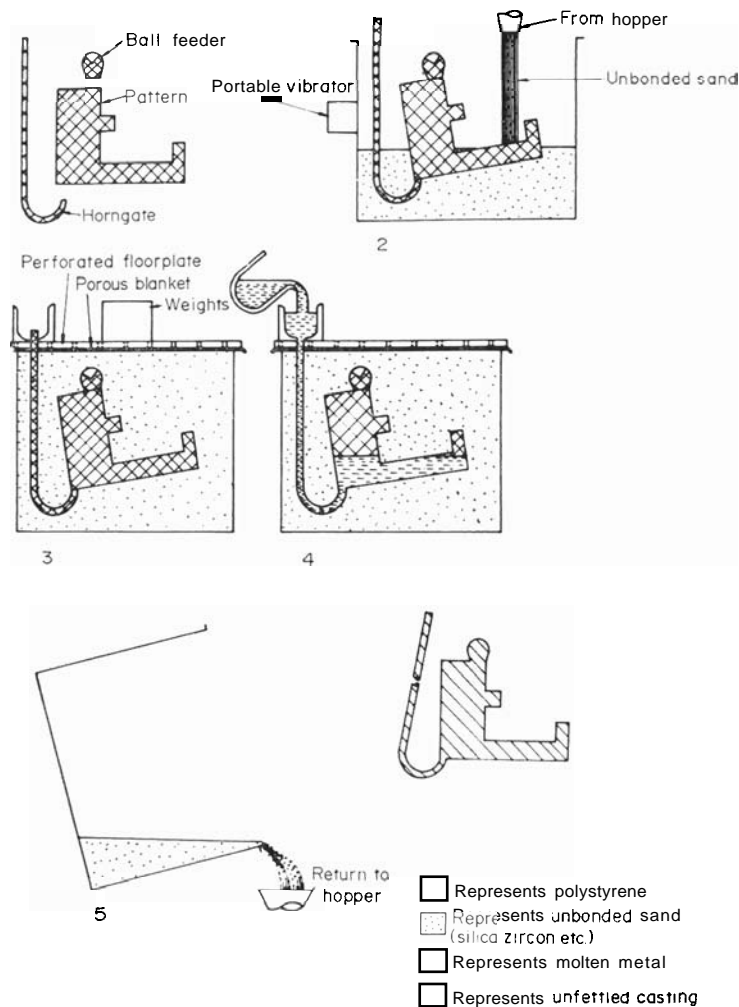 Ball feeder
Pattern
Horngate
From hopper
Portable vibrator
Unbonded sand
2
Perforated floorplate
Porous blanket
Weights
3
4
5
Return to
hopper
Represents polystyrene
Represents unbonded sand
(silica zircon etc.)
Represents molten metal
Represents unfettled casting